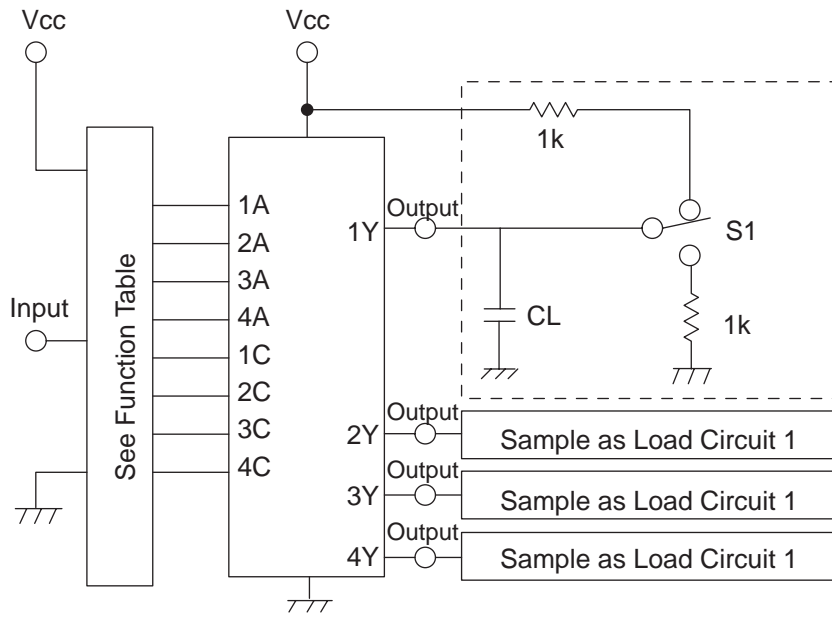 Vcc
Vcc
1k
1A
Output
1Y
S1
2A
3A
Input
4A
CL
1k
1C
See Function Table
2C
Output
3C
2Y
Sample as Load Circuit 1
4C
Output
3Y
Sample as Load Circuit 1
Output
4Y
Sample as Load Circuit 1